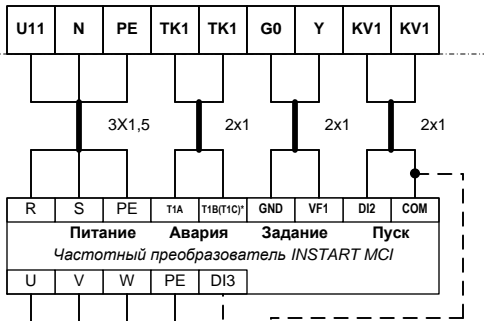 U11 N PE TK1 TK1 G0 Y KV1 KV1
3X1,5 2x1 2x1 2x1
R S PE T1A T1B(T1C)* GND VF1 DI2 COM
Питание Авария Задание Пуск
Частотный преобразователь INSTART MCI
U V W PE DI3